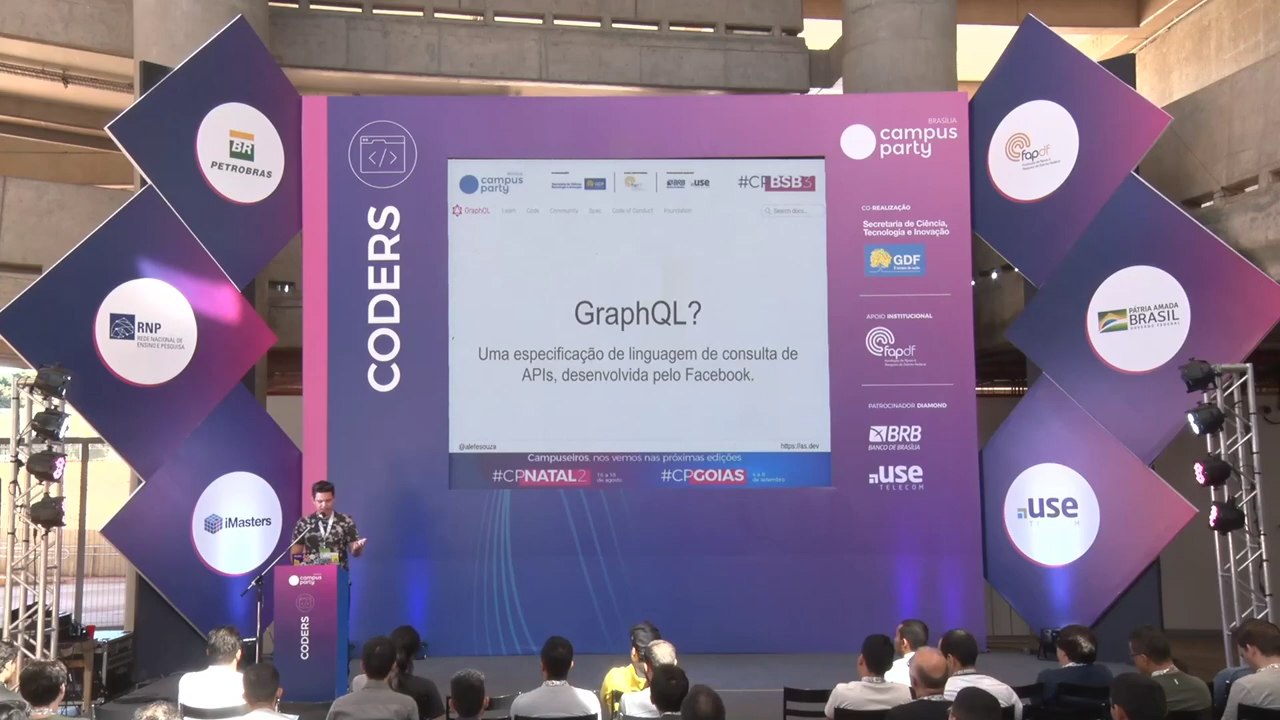 BR
PETROBRAS
RNP
REDE NACIONAL DE
ENSINO E PESQUISA
iMasters
CODERS
BRASÍLIA
campus
party
#CPBSB3
GraphQL
Learn Code Community Spec Code of Conduct Foundation
Search docs...
GraphQL?
Uma especificação de linguagem de consulta de
APIs, desenvolvida pelo Facebook.
@alefesouza
https://as.dev
Campuseiros, nos vemos nas próximas edições
#CPNATAL2
#CPGOIAS
BRASÍLIA
campus
party
CO REALIZAÇÃO
Secretaria de Ciência,
Tecnologia e Inovação
GDF
APOIO INSTITUCIONAL
fapdf
PATROCINADOR DIAMOND
BRB
BANCO DE BRASÍLIA
use
TELECOM
fapdf
PÁTRIA AMADA
BRASIL
GOVERNO FEDERAL
use
campus
party
CODERS